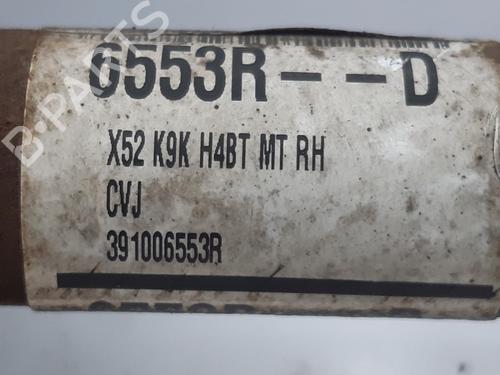 6553R--D
X52 K9K H4BT MT RH
CVJ
391006553R
B-PARTS